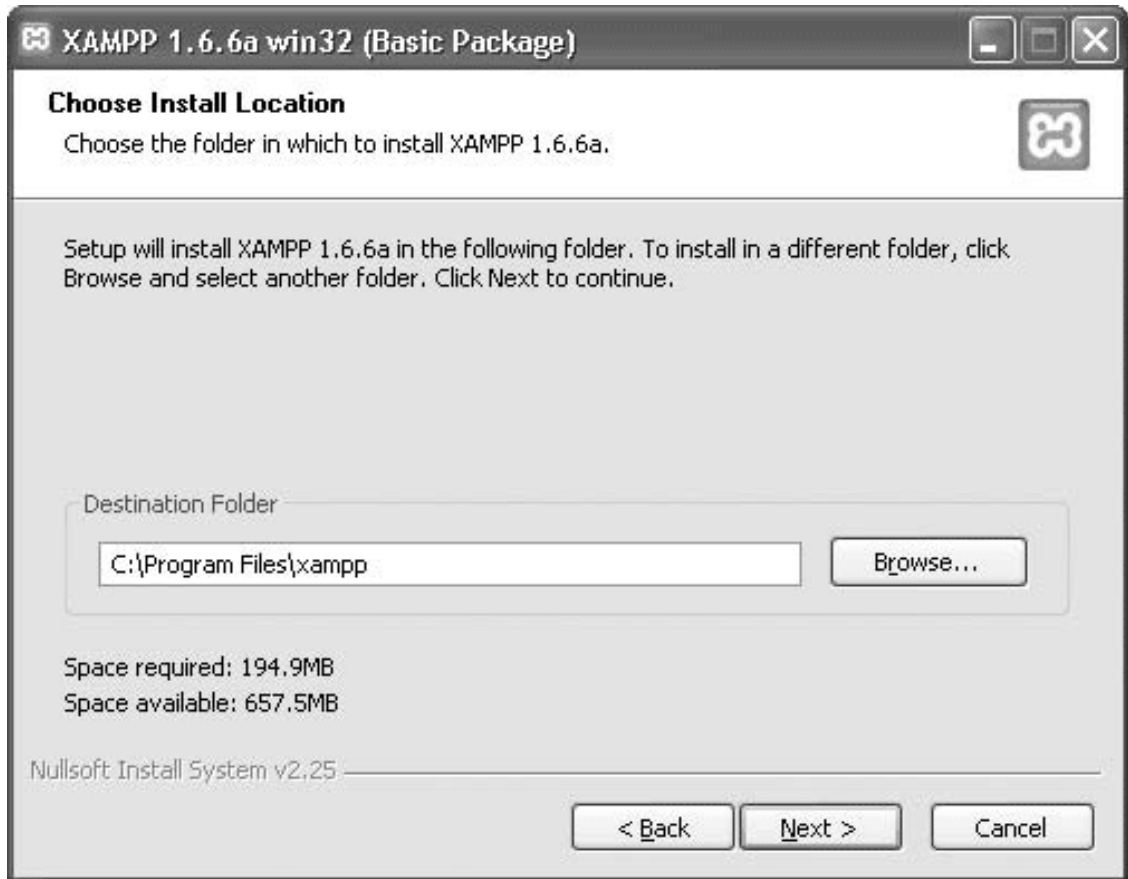 XAMPP 1.6.6a win32 (Basic Package)
Choose Install Location
Choose the folder in which to install XAMPP 1.6.6a.
Setup will install XAMPP 1.6.6a in the following folder. To install in a different folder, click
Browse and select another folder. Click Next to continue.
Destination Folder
C:\Program Files\xampp
Browse...
Space required: 194.9MB
Space available: 657.5MB
Nullsoft Install System v2.25
< Back
Next >
Cancel